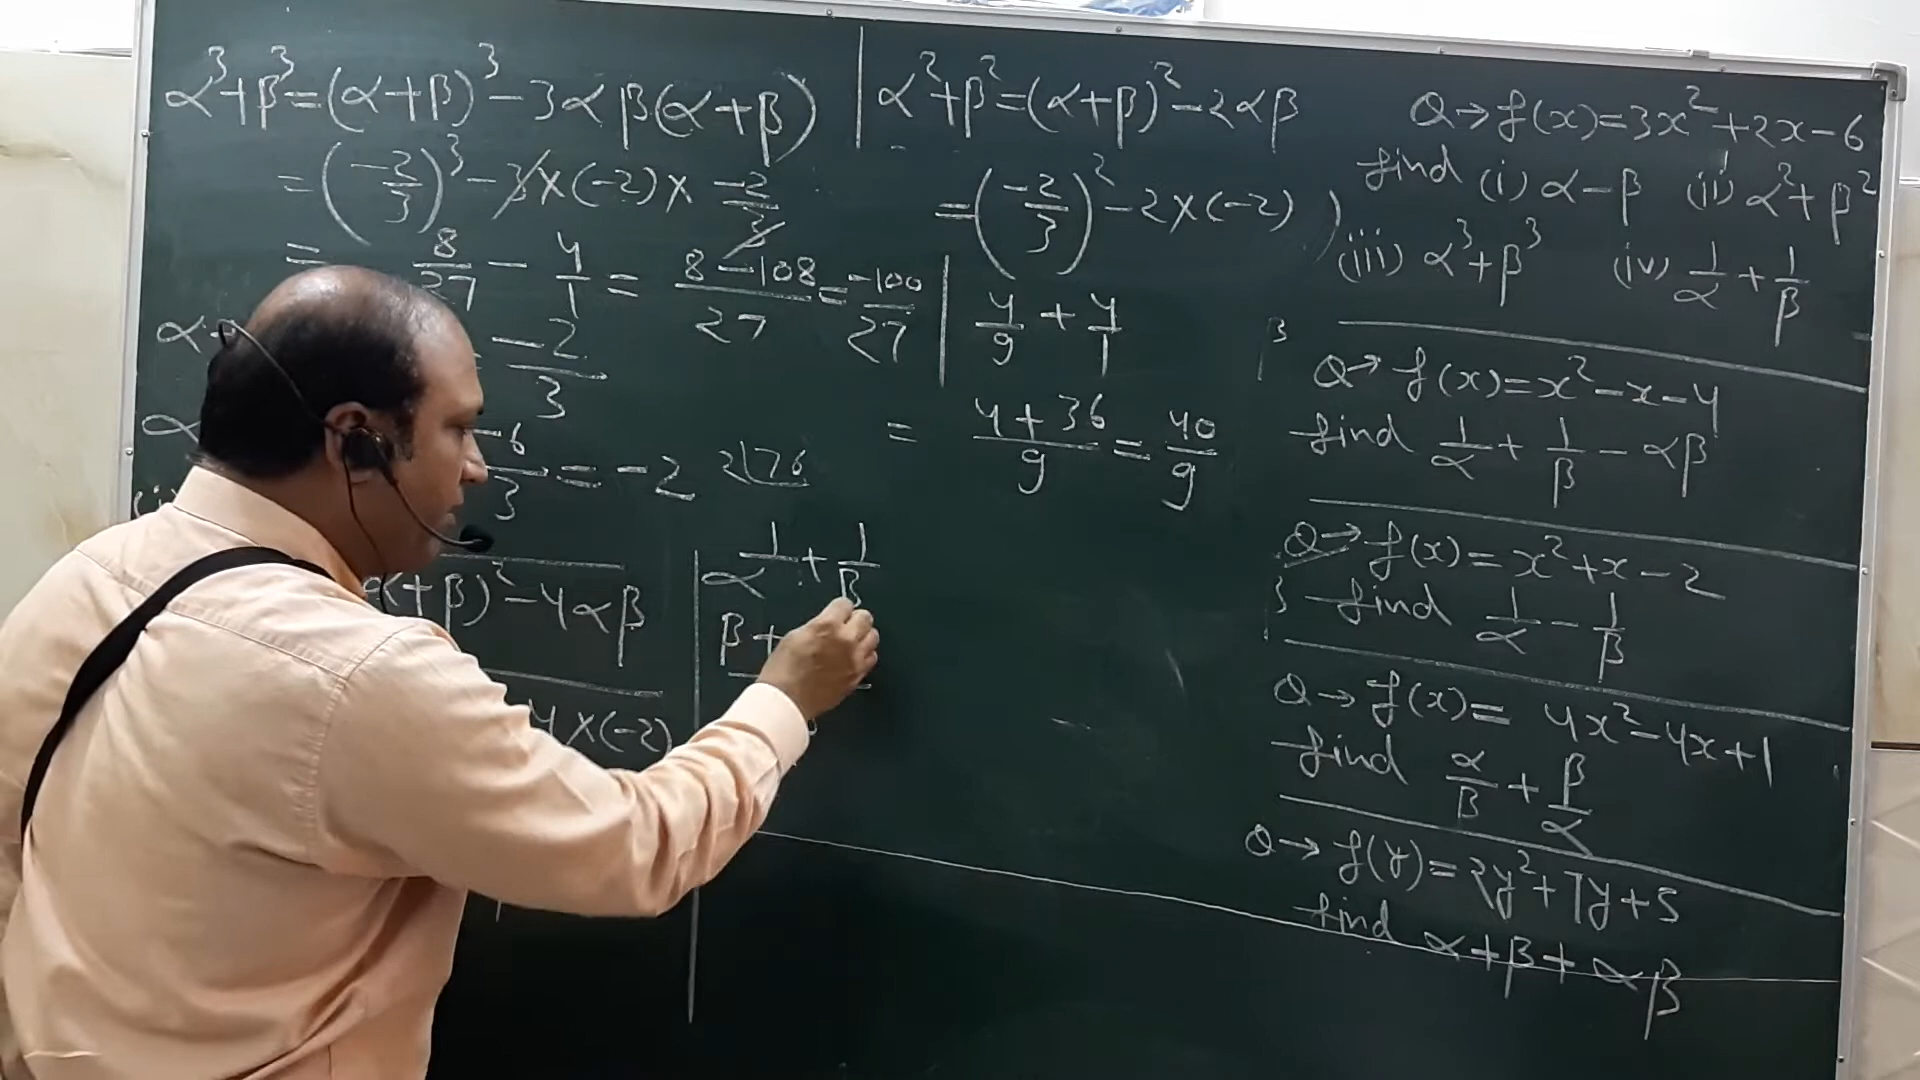 α³+β³=(α+β)³-3αβ(α+β)
=(-2/3)³-3×(-2)×-2/3
= 8/27 - 4/1 = 8-108/27 = -100/27
-2/3
-6/3 = -2
2|76
α+β)²-4αβ
4×(-2)
1/α + 1/β
β+
α²+β²=(α+β)²-2αβ
=(-2/3)²-2×(-2)
4/9 + 4/1
= 4+36/9 = 40/9
Q→ f(x)=3x²+2x-6
find (i) α-β (ii) α²+β²
(iii) α³+β³ (iv) 1/α + 1/β
Q→ f(x)=x²-x-4
find 1/α + 1/β - αβ
Q→ f(x)= x²+x-2
find 1/α - 1/β
Q→ f(x)= 4x²-4x+1
find α/β + β/α
Q→ f(y)=2y²+7y+5
find α+β+αβ